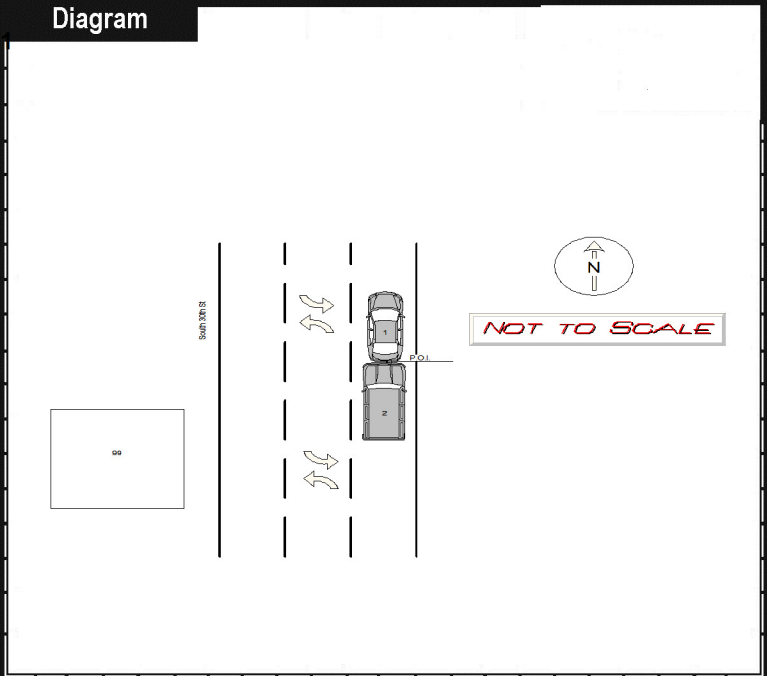 Diagram
N
NOT TO SCALE
South 30th St
1
P.O.I.
2
99